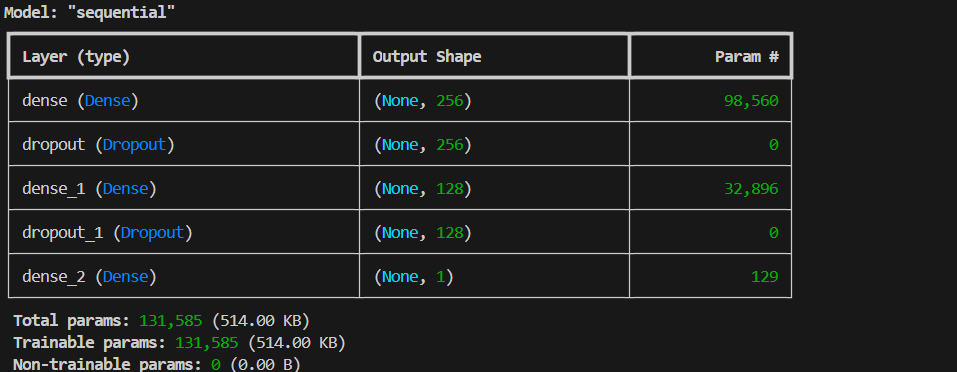 Model: "sequential"
Layer (type) Output Shape Param #
dense (Dense) (None, 256) 98,560
dropout (Dropout) (None, 256) 0
dense_1 (Dense) (None, 128) 32,896
dropout_1 (Dropout) (None, 128) 0
dense_2 (Dense) (None, 1) 129
Total params: 131,585 (514.00 KB)
Trainable params: 131,585 (514.00 KB)
Non-trainable params: 0 (0.00 B)